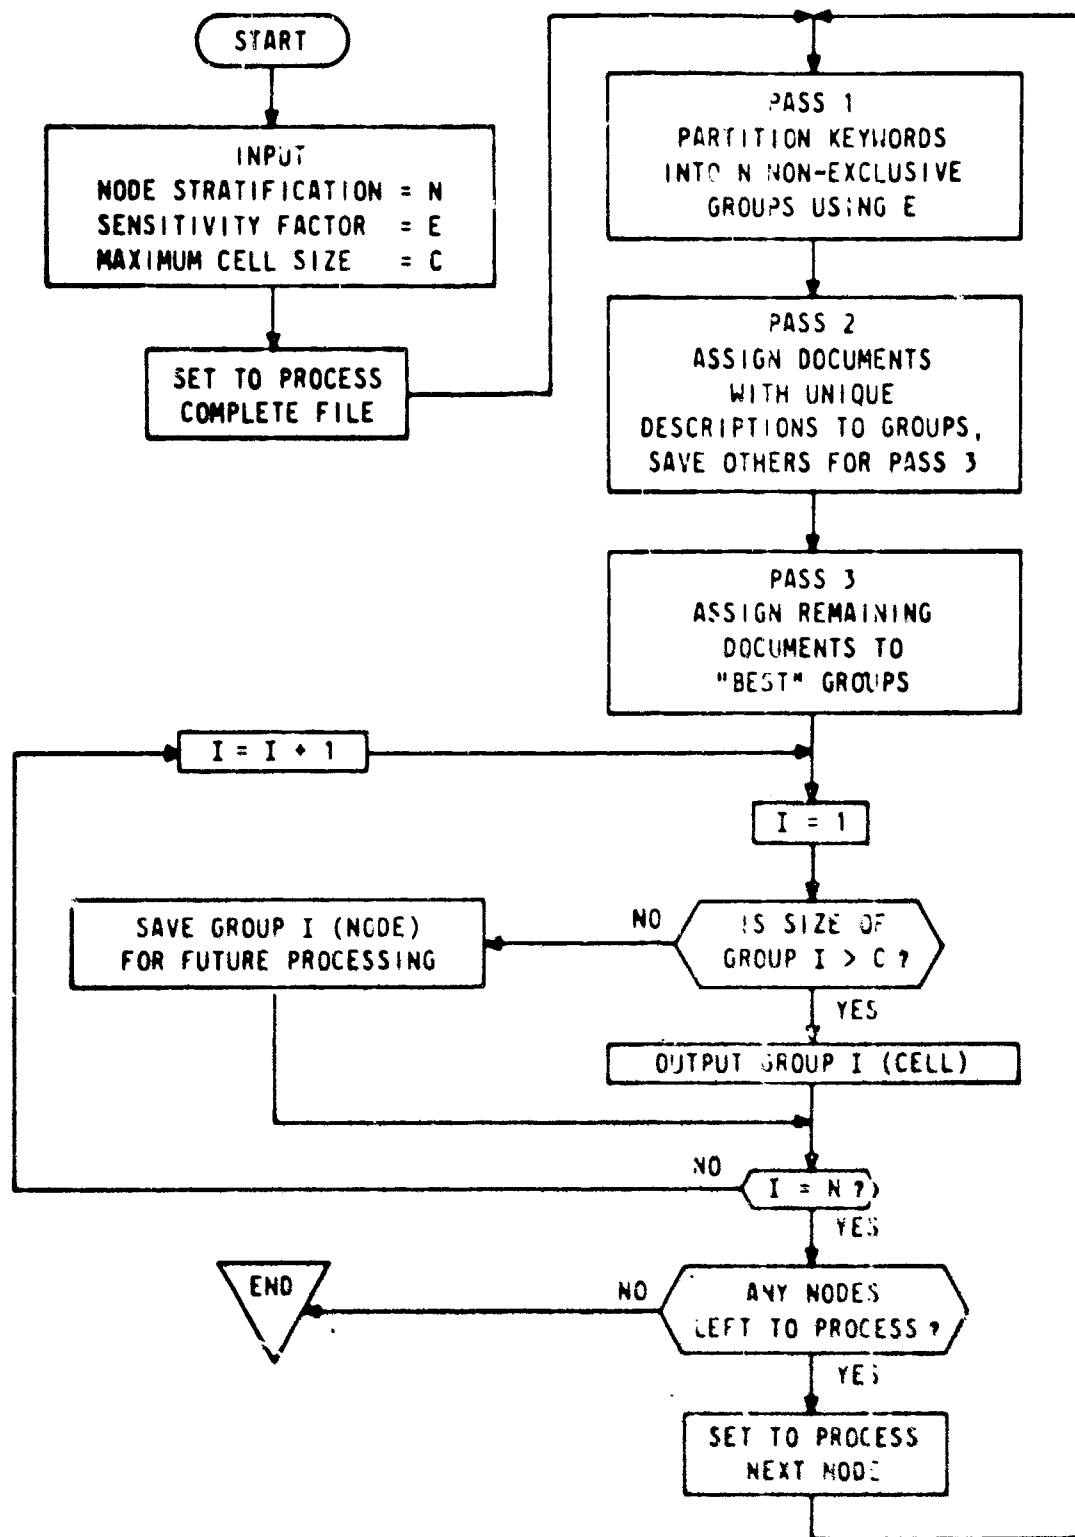 START
INPUT
NODE STRATIFICATION = N
SENSITIVITY FACTOR = E
MAXIMUM CELL SIZE = C
SET TO PROCESS
COMPLETE FILE
PASS 1
PARTITION KEYWORDS
INTO N NON-EXCLUSIVE
GROUPS USING E
PASS 2
ASSIGN DOCUMENTS
WITH UNIQUE
DESCRIPTIONS TO GROUPS,
SAVE OTHERS FOR PASS 3
PASS 3
ASSIGN REMAINING
DOCUMENTS TO
"BEST" GROUPS
I = I + 1
I = 1
IS SIZE OF
GROUP I > C ?
NO
YES
SAVE GROUP I (NODE)
FOR FUTURE PROCESSING
OUTPUT GROUP I (CELL)
NO
I = N ?
YES
END
NO
ANY NODES
LEFT TO PROCESS ?
YES
SET TO PROCESS
NEXT NODE